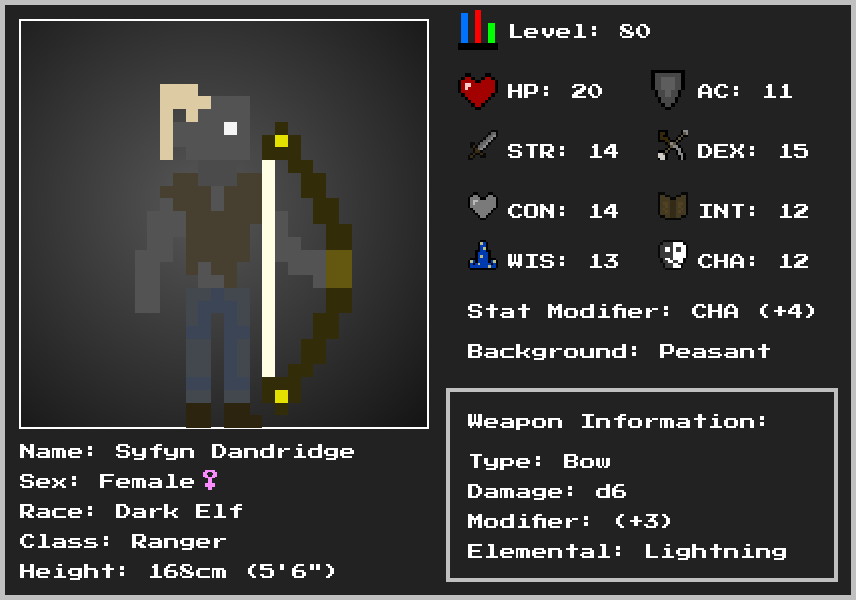 Level: 80
HP: 20 AC: 11
STR: 14 DEX: 15
CON: 14 INT: 12
WIS: 13 CHA: 12
Stat Modifier: CHA (+4)
Background: Peasant
Name: Syfyn Dandridge
Sex: Female♀
Race: Dark Elf
Class: Ranger
Height: 168cm (5'6")
Weapon Information:
Type: Bow
Damage: d6
Modifier: (+3)
Elemental: Lightning